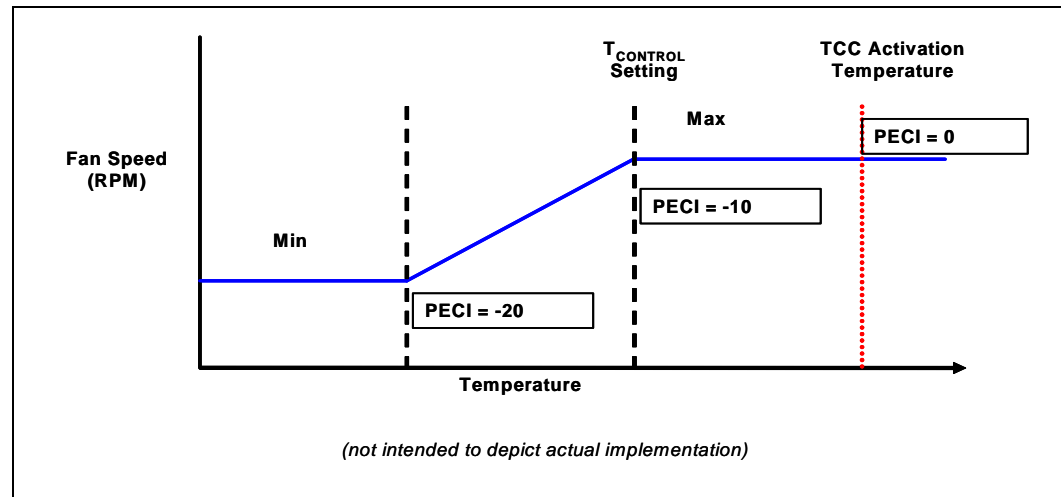 T CONTROL
Setting
TCC Activation
Temperature
Max
PECI = 0
Fan Speed
(RPM)
PECI = -10
Min
PECI = -20
Temperature
(not intended to depict actual implementation)